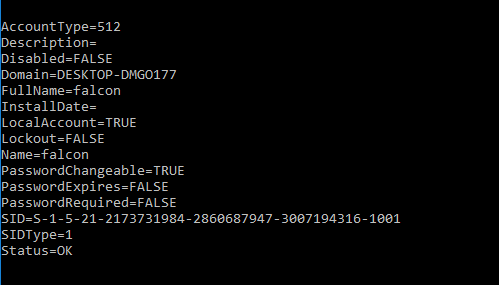 AccountType=512
Description=
Disabled=FALSE
Domain=DESKTOP-DMGO177
FullName=falcon
InstallDate=
LocalAccount=TRUE
Lockout=FALSE
Name=falcon
PasswordChangeable=TRUE
PasswordExpires=FALSE
PasswordRequired=FALSE
SID=S-1-5-21-2173731984-2860687947-3007194316-1001
SIDType=1
Status=OK